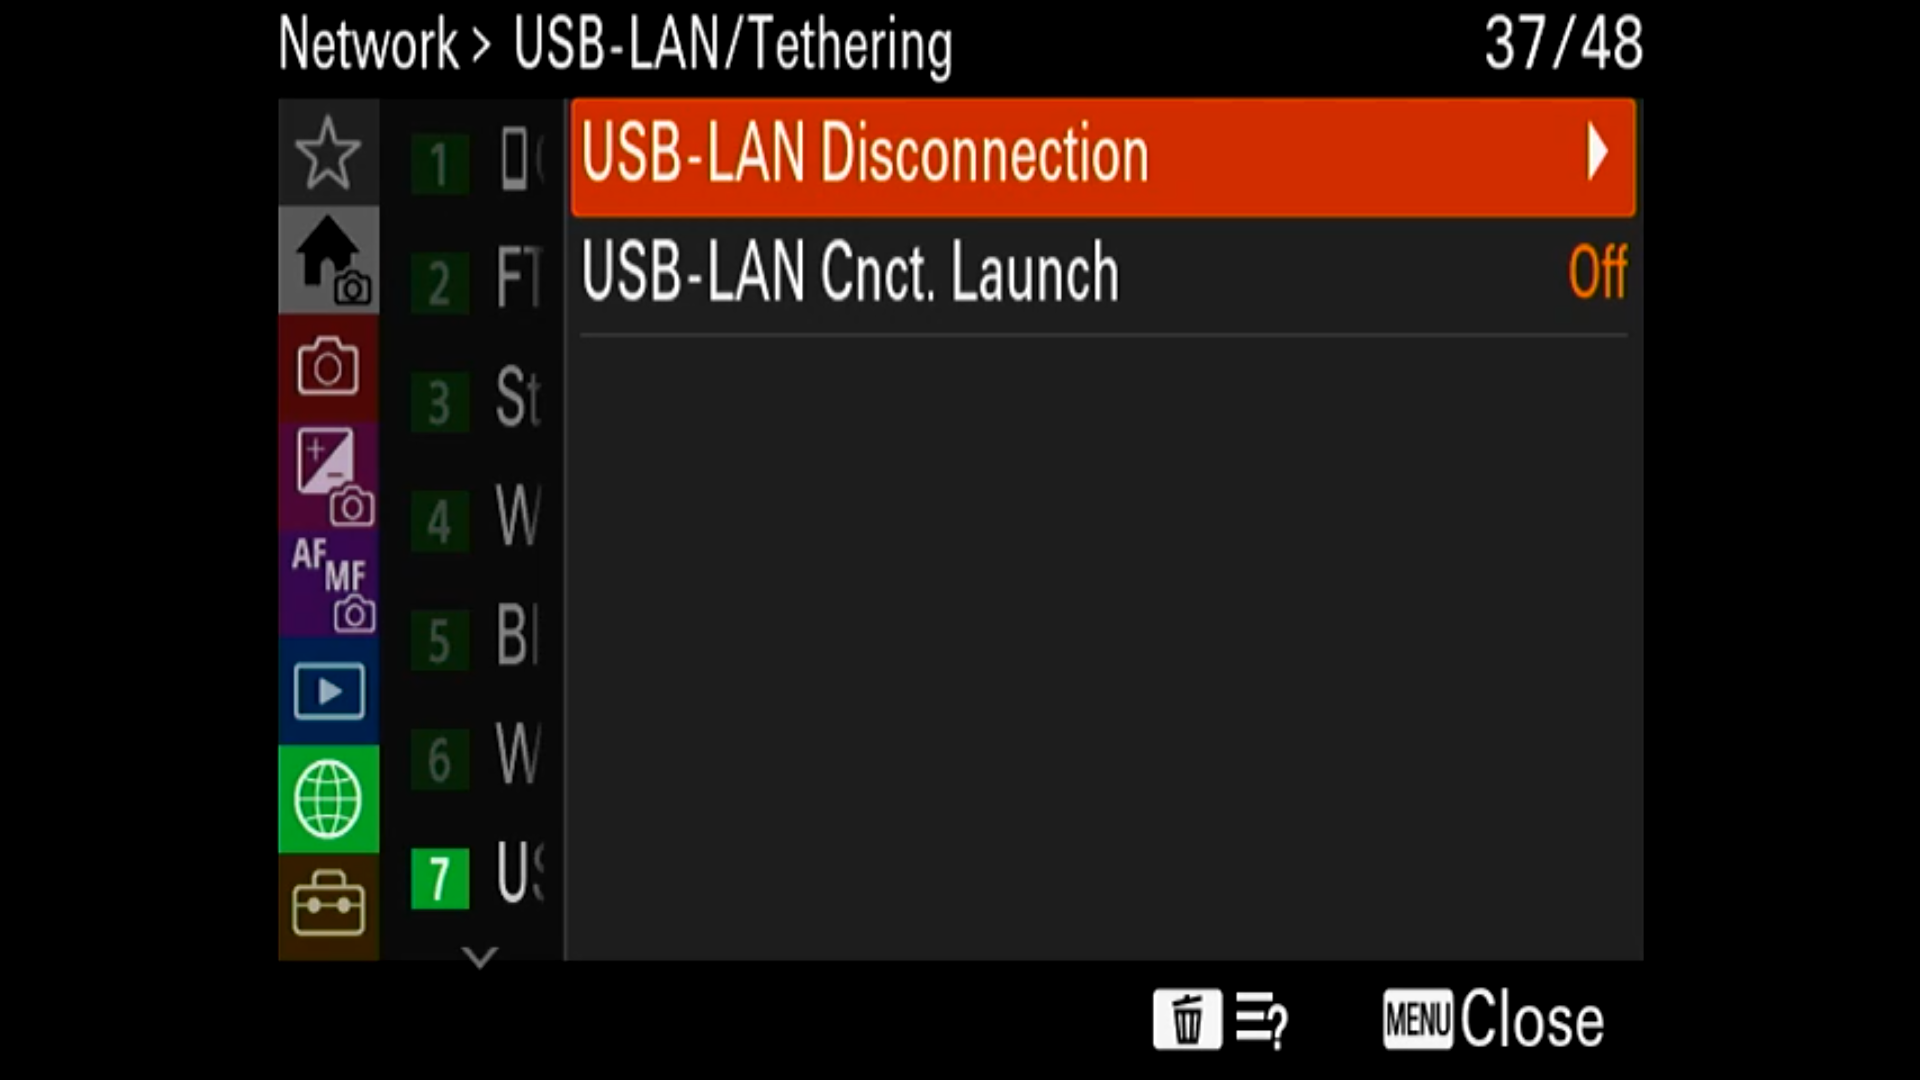 Network> USB-LAN/Tethering 37/48
USB-LAN Disconnection
USB-LAN Cnct. Launch Off
AF MF
1
2 FT
3 St
4 W
5 Bl
6 W
7 US
MENU Close